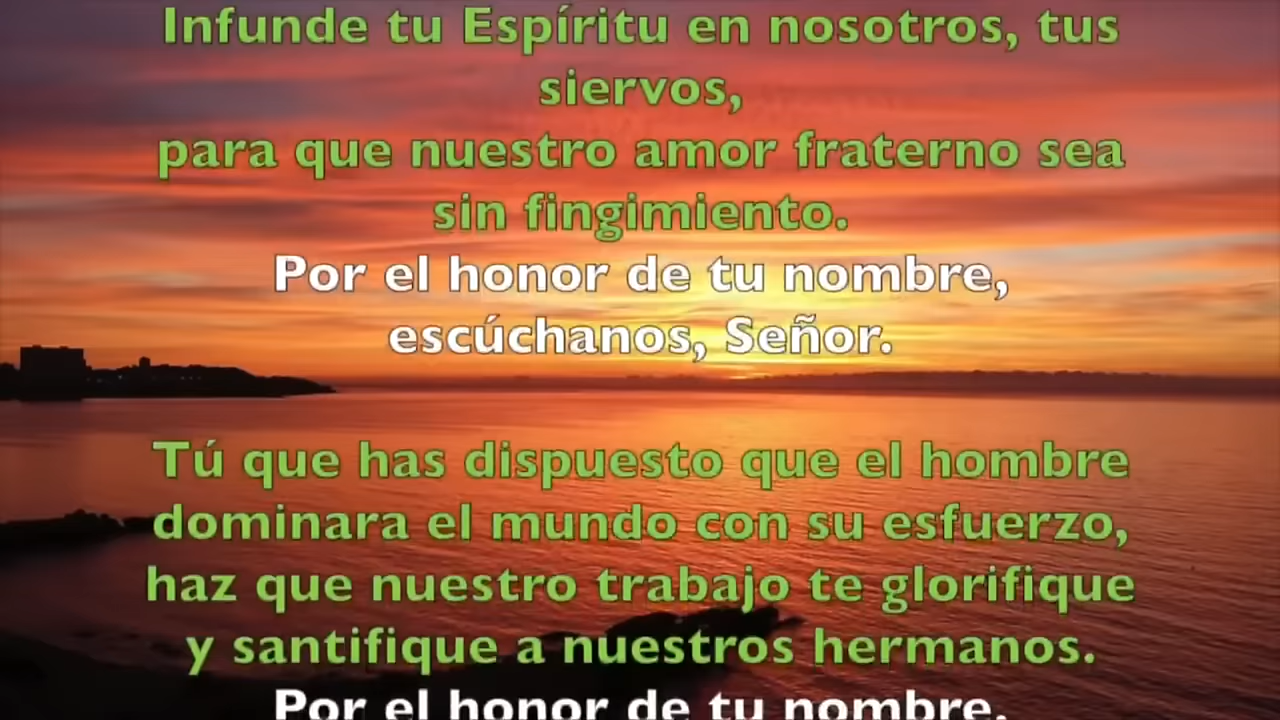 Infunde tu Espíritu en nosotros, tus
siervos,
para que nuestro amor fraterno sea
sin fingimiento.
Por el honor de tu nombre,
escúchanos, Señor.
Tú que has dispuesto que el hombre
dominara el mundo con su esfuerzo,
haz que nuestro trabajo te glorifique
y santifique a nuestros hermanos.
Por el honor de tu nombre,